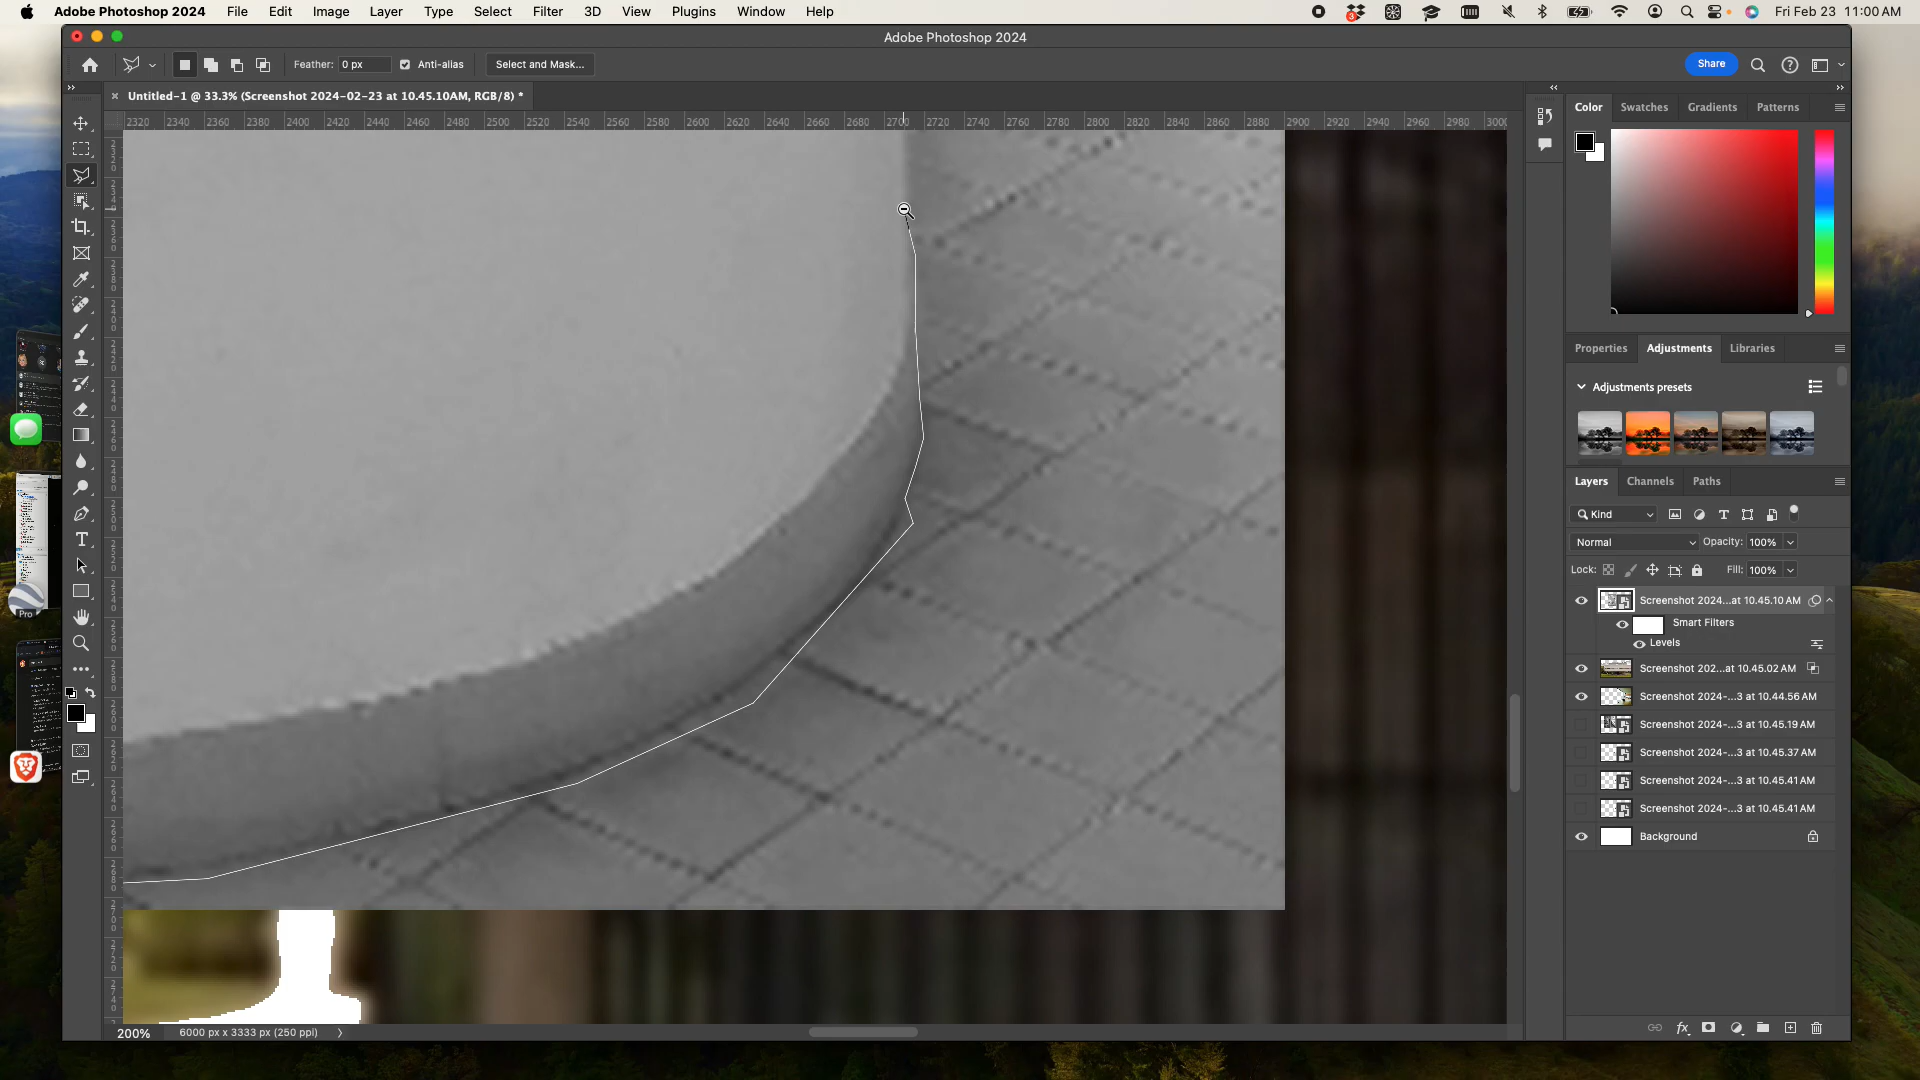 Adobe Photoshop 2024 File Edit Image Layer Type Select Filter 3D View Plugins Window Help
3
Fri Feb 23 11:00 AM
Adobe Photoshop 2024
Feather: 0 px Anti-alias Select and Mask... Share
Untitled-1 @ 33.3% (Screenshot 2024-02-23 at 10.45.10AM, RGB/8) *
Color Swatches Gradients Patterns
2320 2340 2360 2380 2400 2420 2440 2460 2480 2500 2520 2540 2560 2580 2600 2620 2640 2660 2680 2700 2720 2740 2760 2780 2800 2820 2840 2860 2880 2900 2920 2940 2960 2980 3000
Properties Adjustments Libraries
Adjustments presets
Layers Channels Paths
Kind
Normal Opacity: 100%
Lock: Fill: 100%
Screenshot 2024...at 10.45.10 AM
Smart Filters
Levels
Screenshot 202...at 10.45.02 AM
Screenshot 2024-...3 at 10.44.56 AM
Screenshot 2024-...3 at 10.45.19 AM
Screenshot 2024-...3 at 10.45.37 AM
Screenshot 2024-...3 at 10.45.41 AM
Screenshot 2024-...3 at 10.45.41 AM
Background
Pro
200% 6000 px x 3333 px (250 ppi)